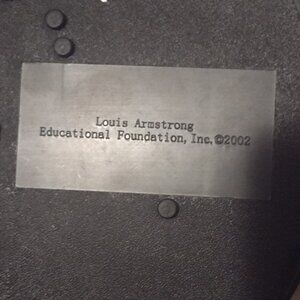 Louis Armstrong
Educational Foundation, Inc.©2002